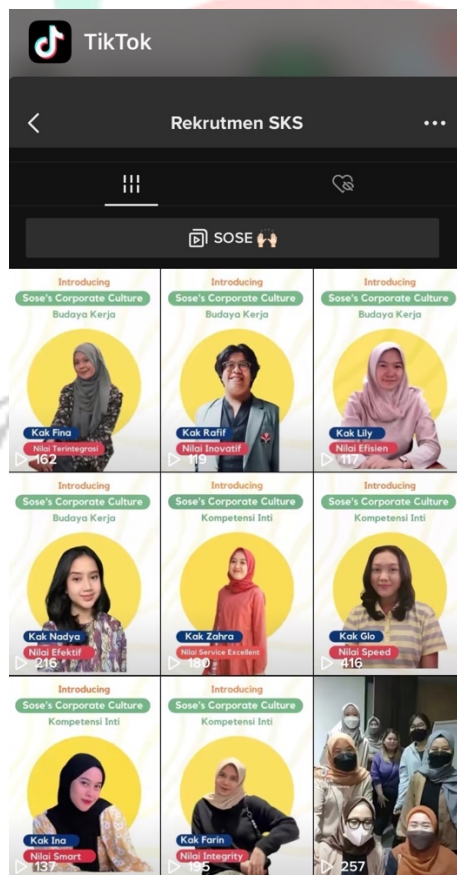 TikTok
Rekrutmen SKS
SOSE 🙌🏻
Introducing
Sose's Corporate Culture
Budaya Kerja
Kak Fina
Nilai Terintegrasi
162
Introducing
Sose's Corporate Culture
Budaya Kerja
Kak Rafif
Nilai Inovatif
119
Introducing
Sose's Corporate Culture
Budaya Kerja
Kak Lily
Nilai Efisien
117
Introducing
Sose's Corporate Culture
Budaya Kerja
Kak Nadya
Nilai Efektif
216
Introducing
Sose's Corporate Culture
Kompetensi Inti
Kak Zahra
Nilai Service Excellent
180
Introducing
Sose's Corporate Culture
Kompetensi Inti
Kak Glo
Nilai Speed
416
Introducing
Sose's Corporate Culture
Kompetensi Inti
Kak Ina
Nilai Smart
137
Introducing
Sose's Corporate Culture
Kompetensi Inti
Kak Farin
Nilai Integrity
195
257